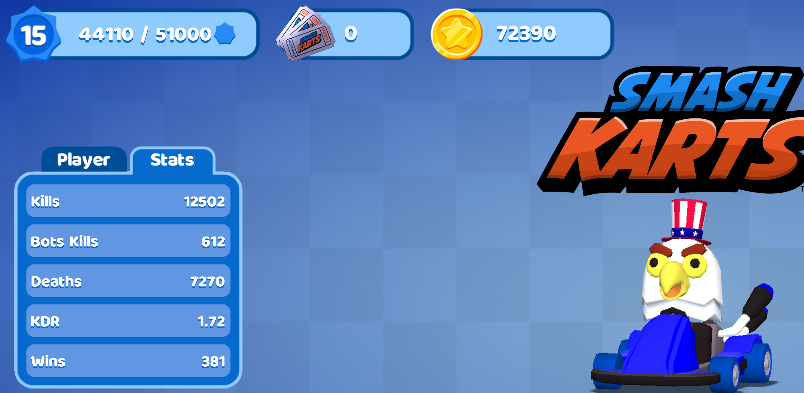 15 44110 / 51000 0 72390
SMASH
KARTS
Player Stats
Kills 12502
Bots Kills 612
Deaths 7270
KDR 1.72
Wins 381